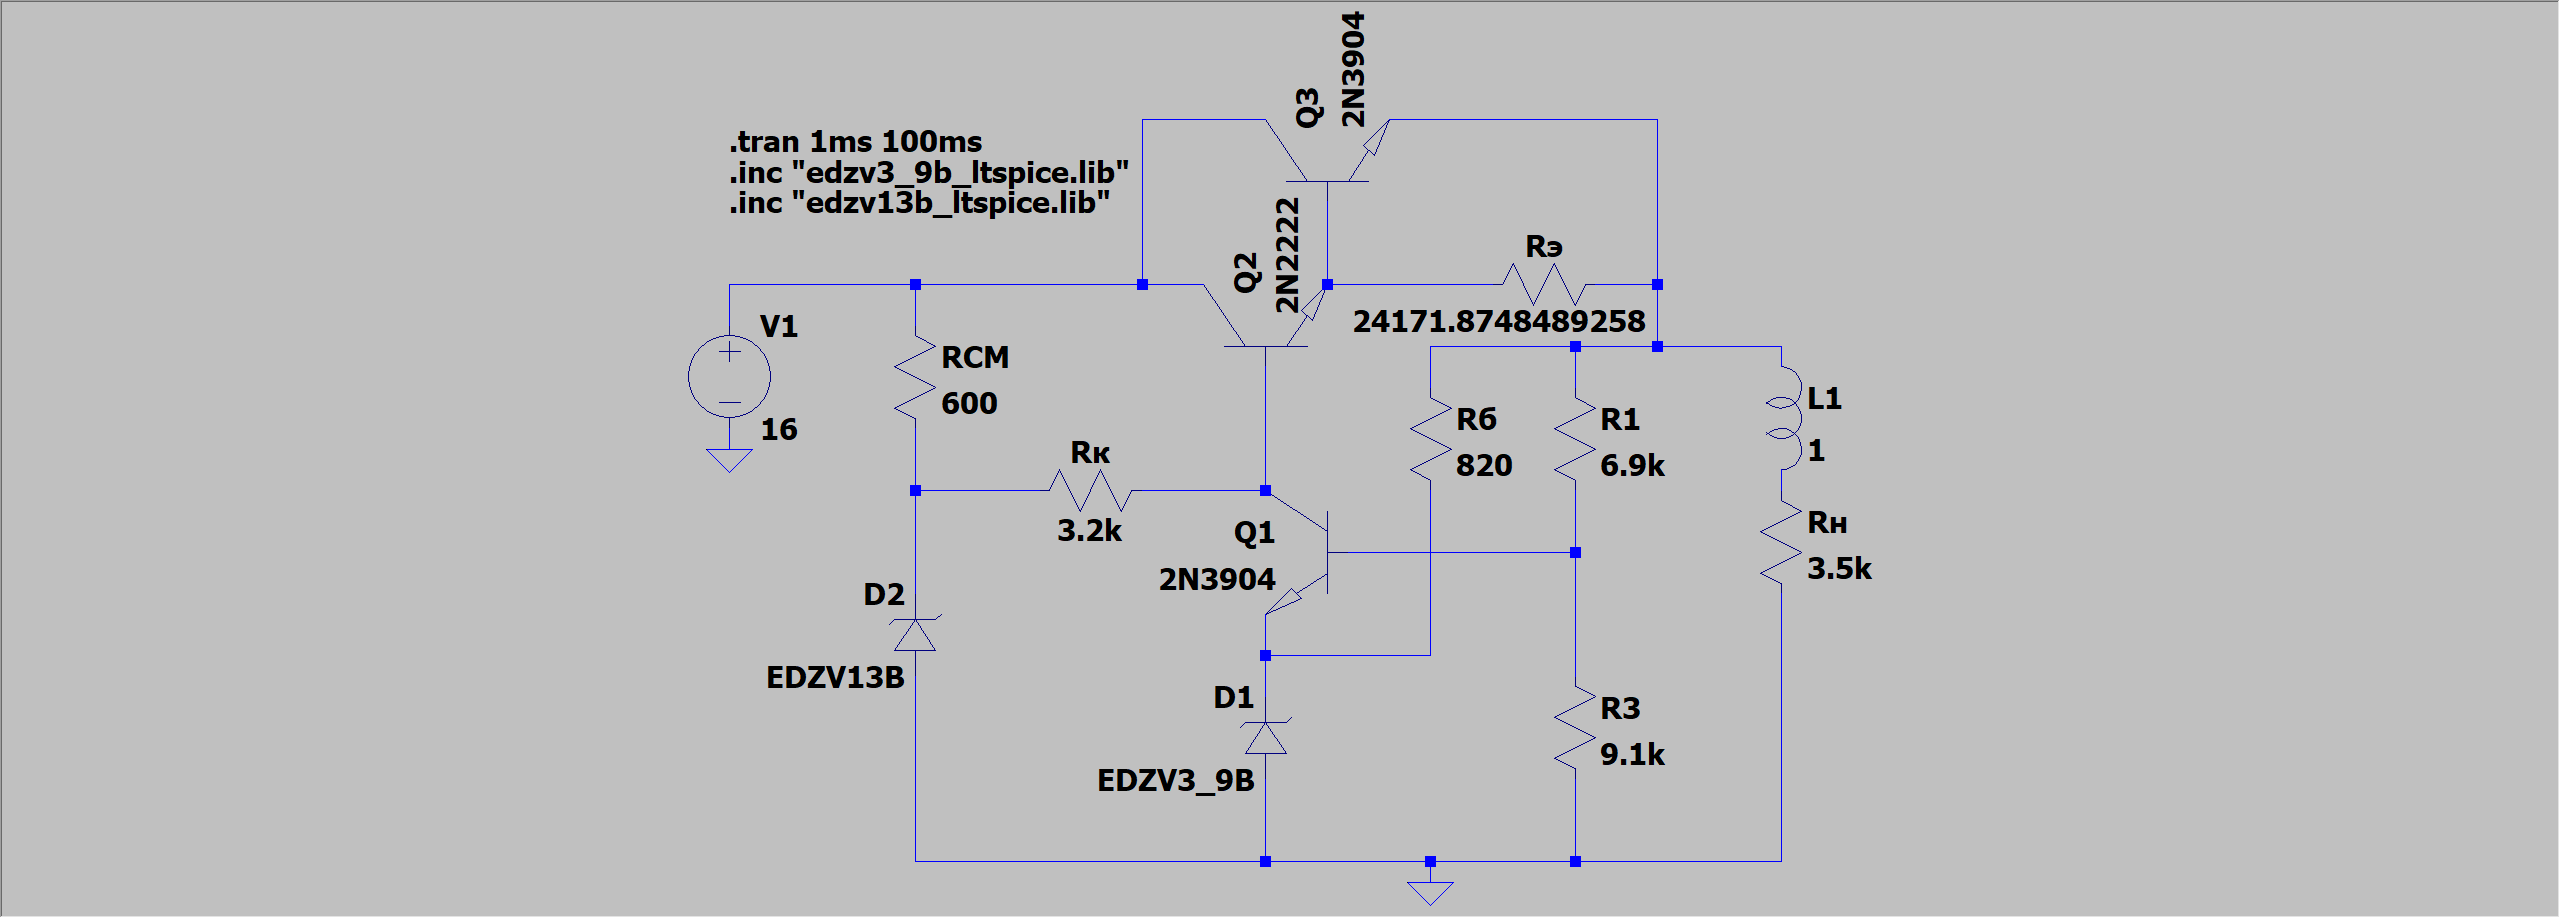 .tran 1ms 100ms
.inc "edzv3_9b_ltspice.lib"
.inc "edzv13b_ltspice.lib"
Q3
2N3904
Q2
2N2222
Rэ
24171.8748489258
V1
16
RCM
600
Rк
3.2k
Q1
2N3904
Rб
820
R1
6.9k
L1
1
Rн
3.5k
D2
EDZV13B
D1
EDZV3_9B
R3
9.1k